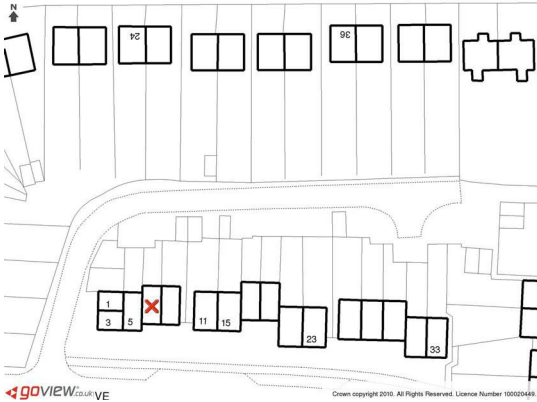 N
24
36
1
3
5
11
15
23
33
goview.co.uk
VE
Crown copyright 2010. All Rights Reserved. Licence Number 100020449.